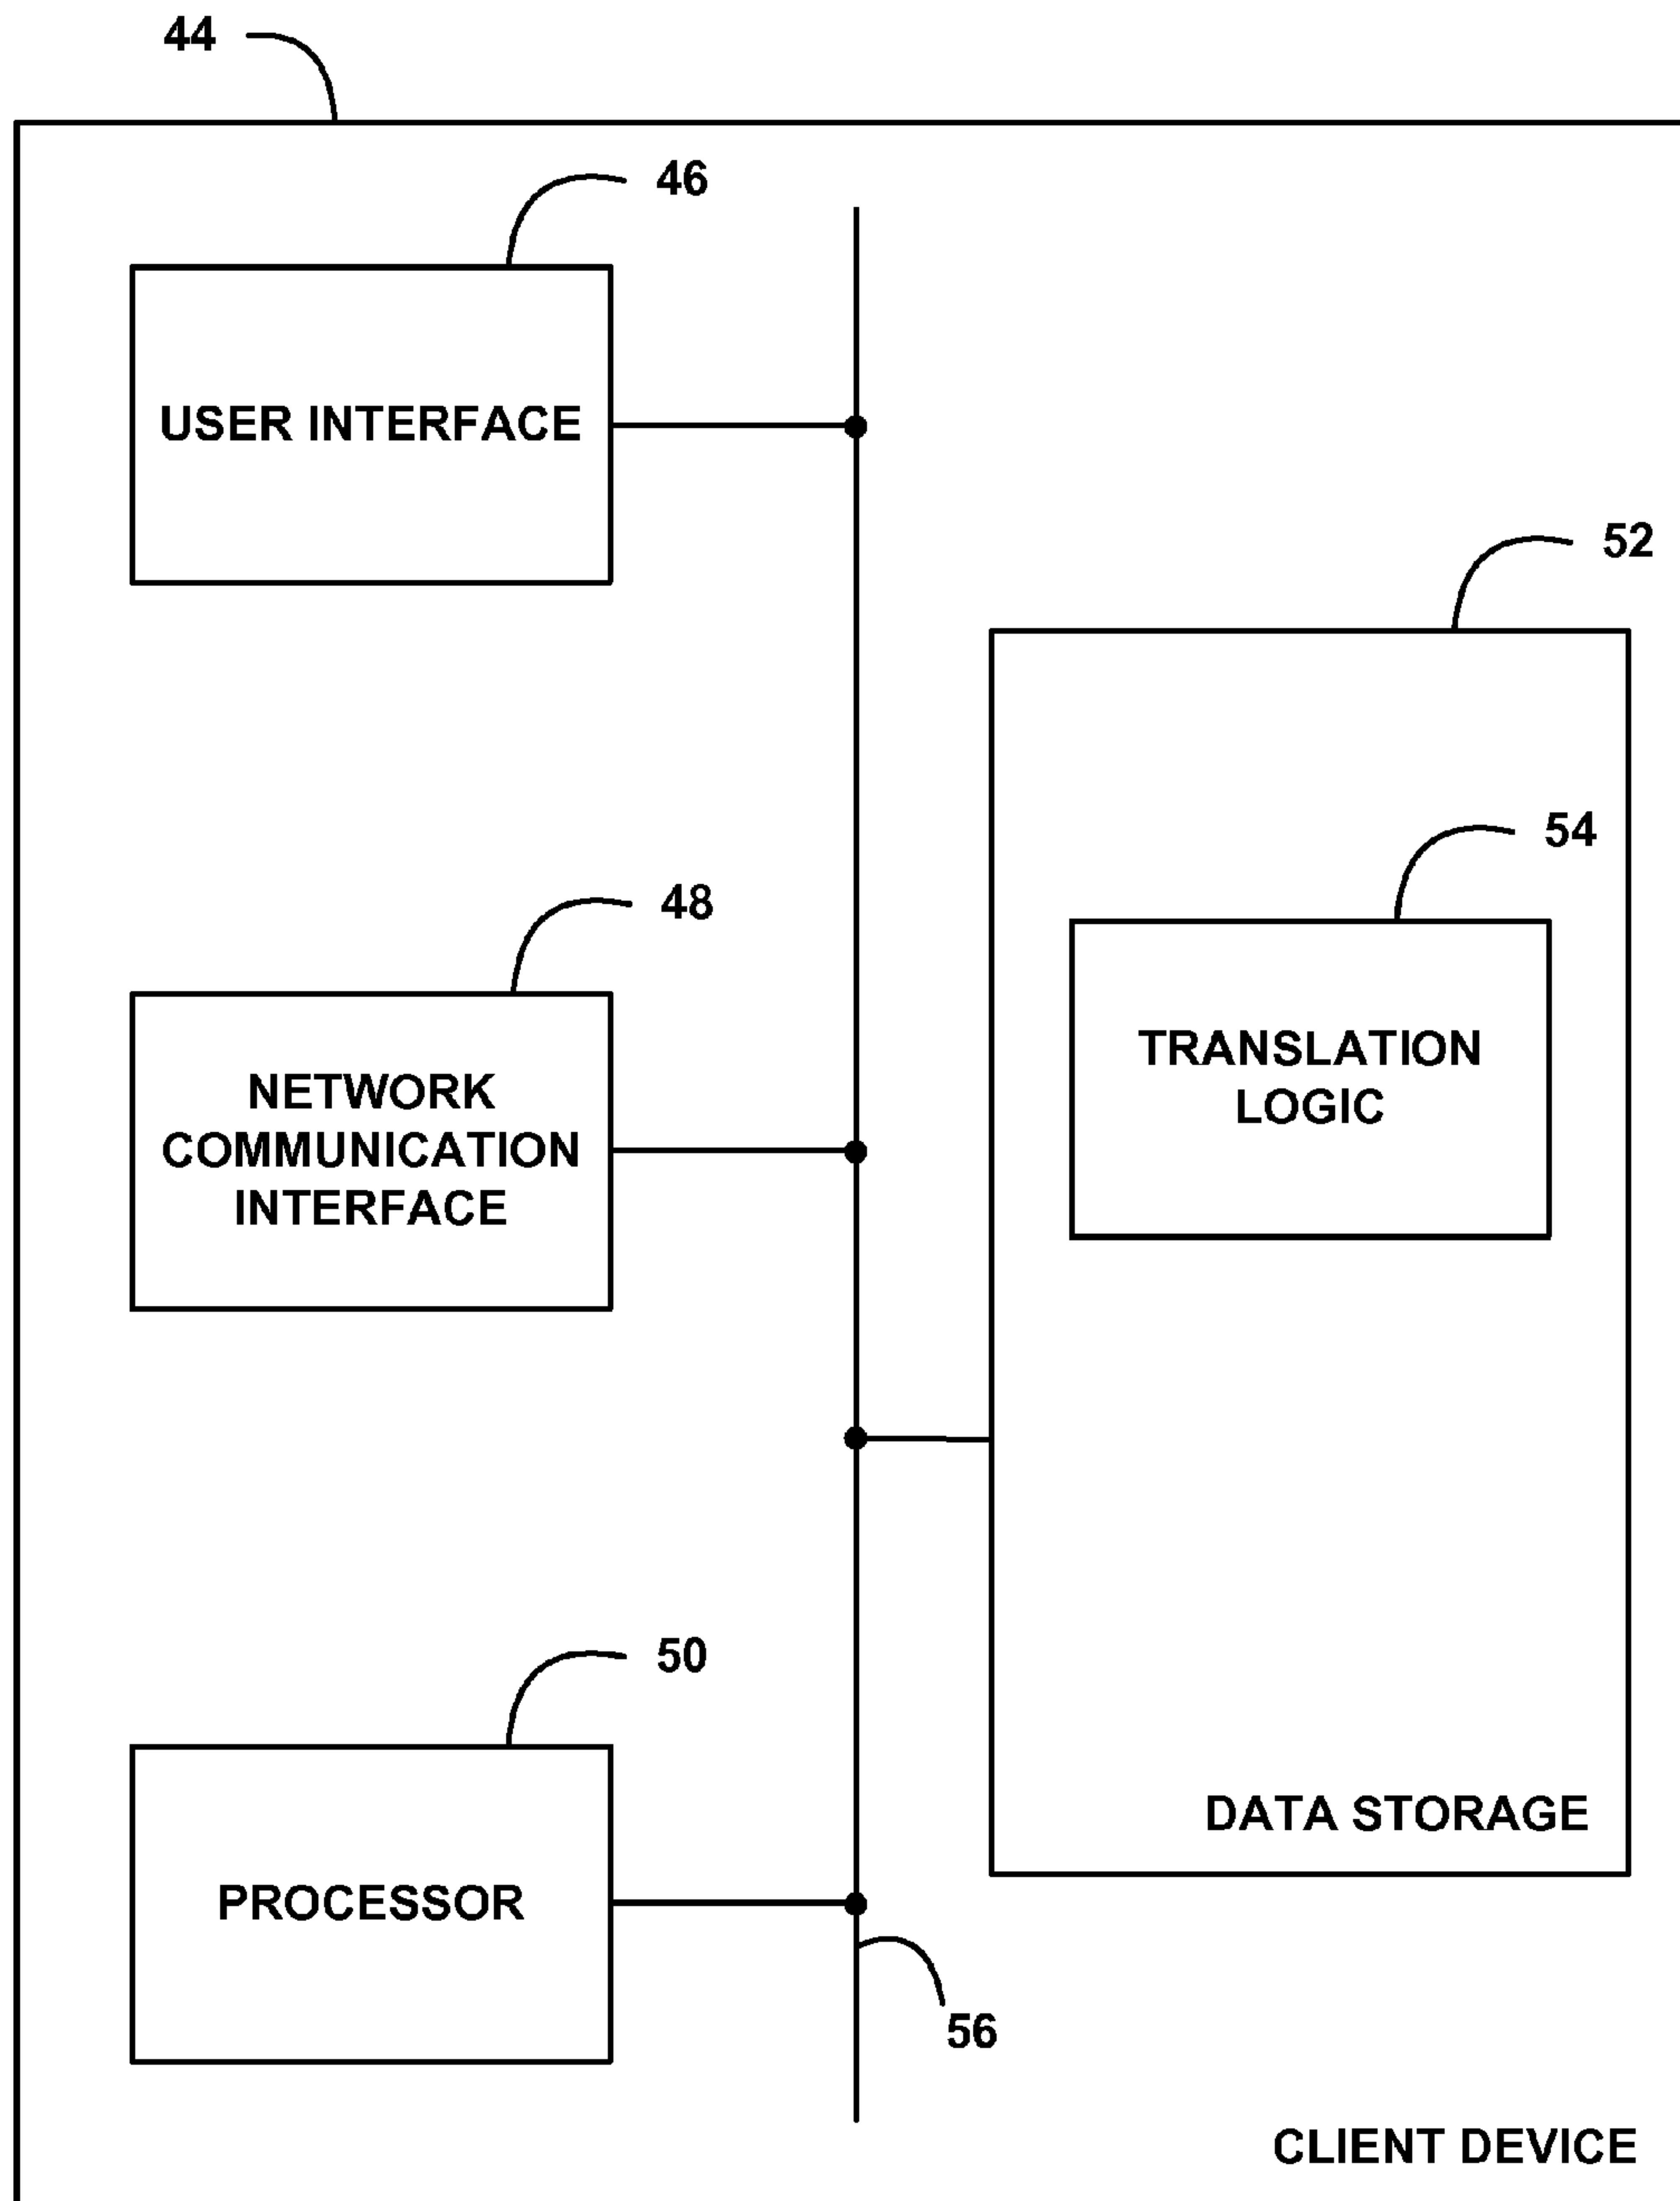 44
46
USER INTERFACE
52
54
48
TRANSLATION
LOGIC
NETWORK
COMMUNICATION
INTERFACE
50
DATA STORAGE
PROCESSOR
56
CLIENT DEVICE